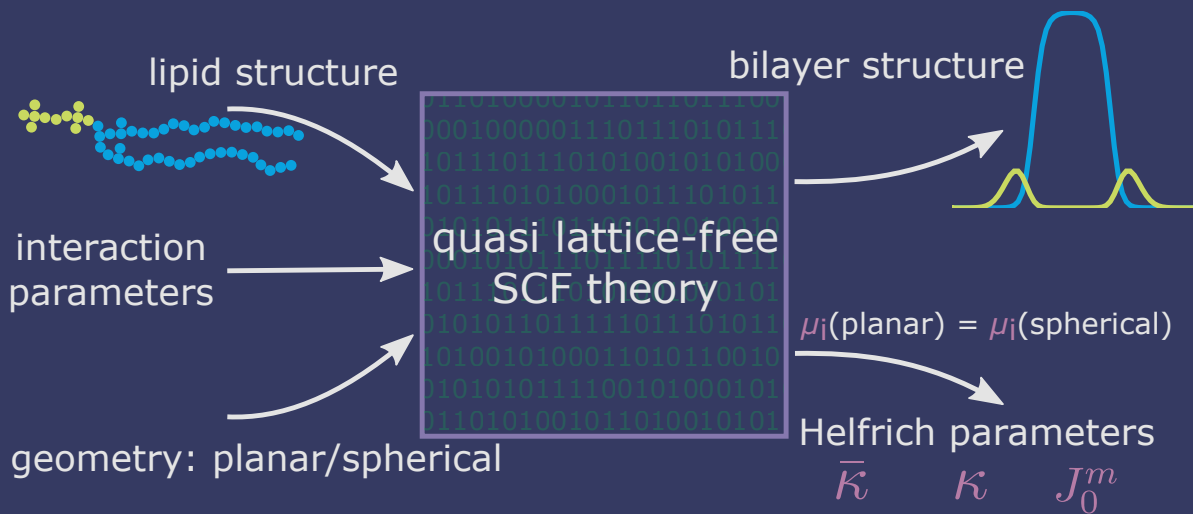 lipid structure
bilayer structure
interaction
parameters
quasi lattice-free
SCF theory
μi(planar) = μi(spherical)
geometry: planar/spherical
Helfrich parameters
κ̄ κ J₀ᵐ